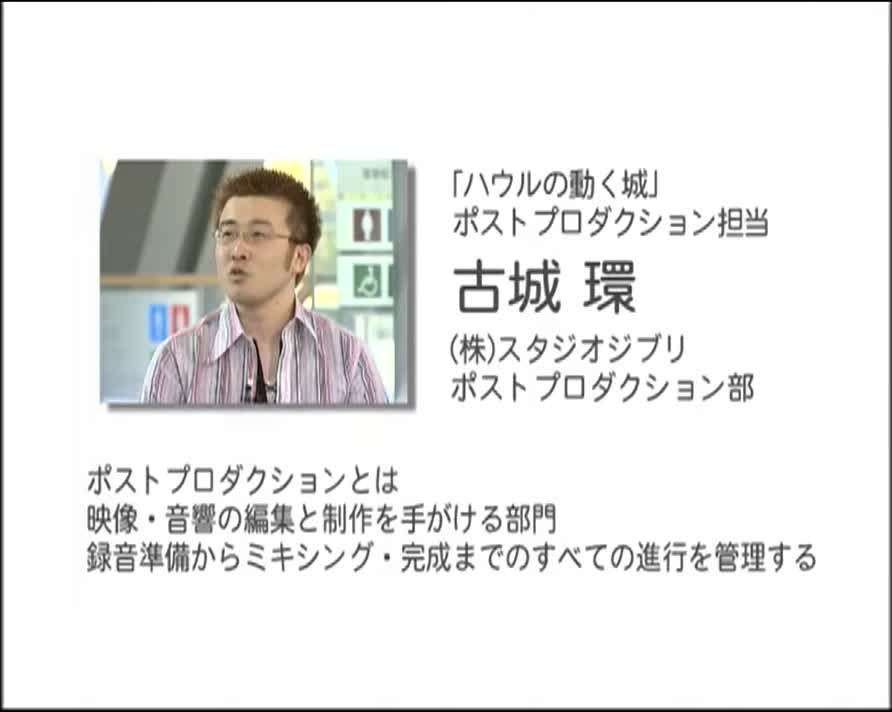 「ハウルの動く城」
ポストプロダクション担当
古城 環
(株)スタジオジブリ
ポストプロダクション部
ポストプロダクションとは
映像・音響の編集と制作を手がける部門
録音準備からミキシング・完成までのすべての進行を管理する